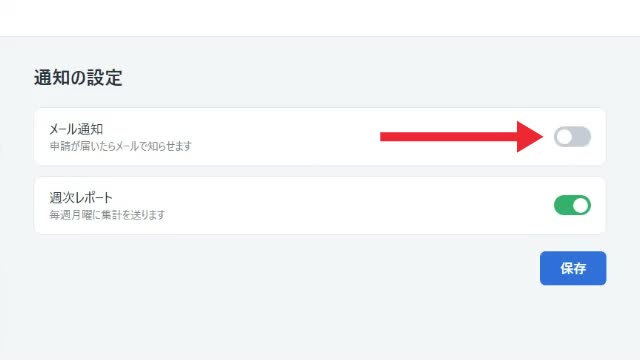 通知の設定
メール通知
申請が届いたらメールで知らせます
週次レポート
毎週月曜に集計を送ります
保存